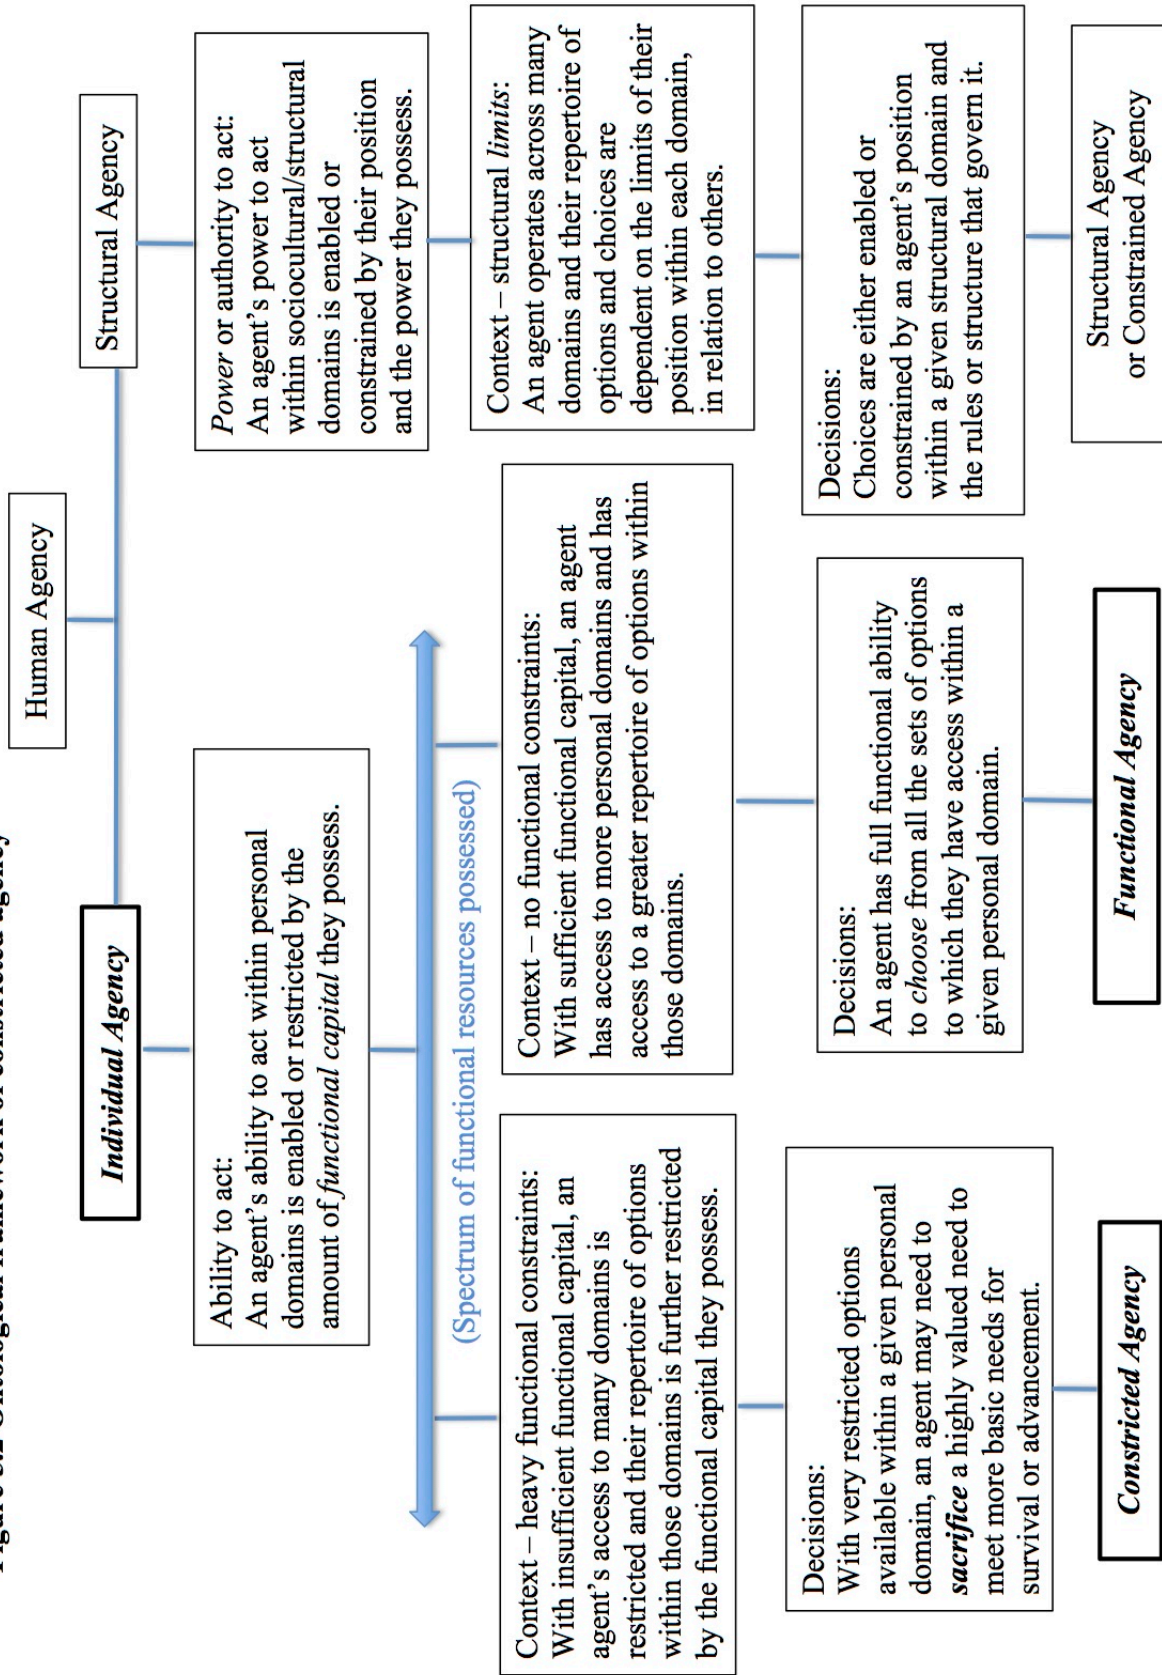 Figure Ontological framework of constricted agency
Human Agency
Individual Agency
Structural Agency
Ability to act:
An agent's ability to act within personal
domains is enabled or restricted by the
amount of functional capital they possess.
Power or authority to act:
An agent's power to act
within sociocultural/structural
domains is enabled or
constrained by their position
and the power they possess.
(Spectrum of functional resources possessed)
Context – heavy functional constraints:
With insufficient functional capital, an
agent's access to many domains is
restricted and their repertoire of options
within those domains is further restricted
by the functional capital they possess.
Context – no functional constraints:
With sufficient functional capital, an agent
has access to more personal domains and has
access to a greater repertoire of options within
those domains.
Context – structural limits:
An agent operates across many
domains and their repertoire of
options and choices are
dependent on the limits of their
position within each domain,
in relation to others.
Decisions:
With very restricted options
available within a given personal
domain, an agent may need to
sacrifice a highly valued need to
meet more basic needs for
survival or advancement.
Decisions:
An agent has full functional ability
to choose from all the sets of options
to which they have access within a
given personal domain.
Decisions:
Choices are either enabled or
constrained by an agent's position
within a given structural domain and
the rules or structure that govern it.
Constricted Agency
Functional Agency
Structural Agency
or Constrained Agency